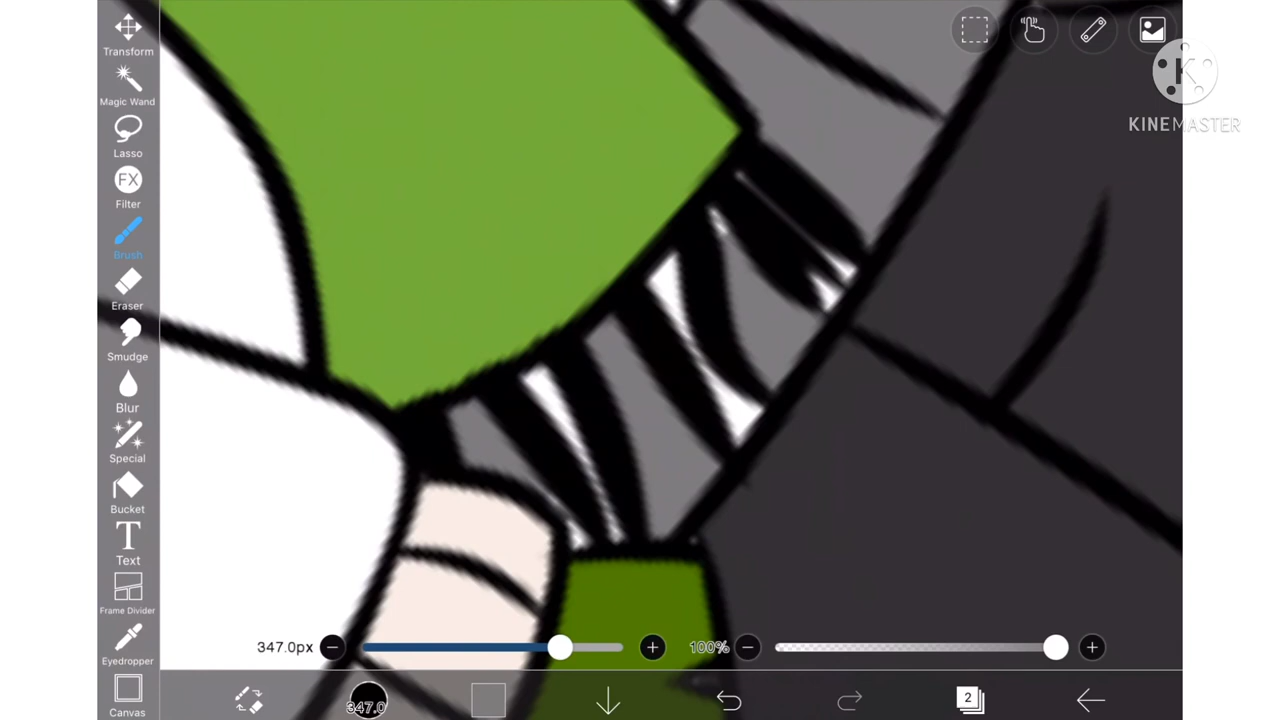 Transform
Magic Wand
Lasso
FX
Filter
Brush
Eraser
Smudge
Blur
Special
Bucket
T
Text
Frame Divider
Eyedropper
Canvas
K
KINEMASTER
347.0px
100%
347.0
2